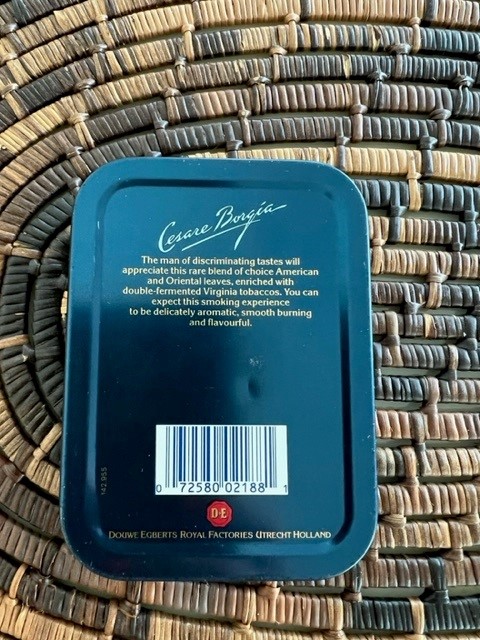 Cesare Borgia
The man of discriminating tastes will
appreciate this rare blend of choice American
and Oriental leaves, enriched with
double-fermented Virginia tobaccos. You can
expect this smoking experience
to be delicately aromatic, smooth burning
and flavourful.
142.955
0 72580 02188 1
D·E
DOUWE EGBERTS ROYAL FACTORIES UTRECHT HOLLAND